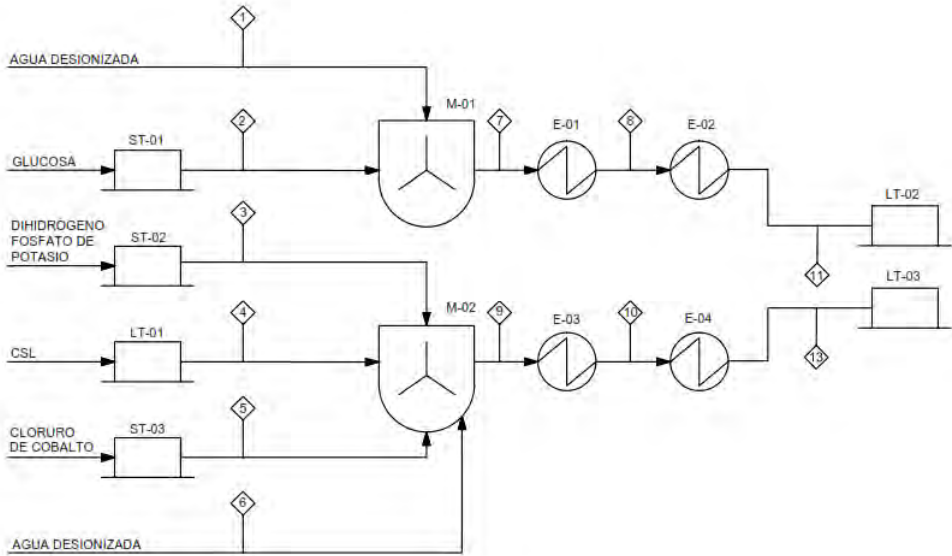 1
AGUA DESIONIZADA
M-01
2
7
E-01
8
E-02
ST-01
GLUCOSA
3
LT-02
DIHIDRÓGENO
FOSFATO DE
POTASIO
ST-02
11
LT-03
4
M-02
9
E-03
10
E-04
LT-01
CSL
13
5
CLORURO
DE COBALTO
ST-03
6
AGUA DESIONIZADA